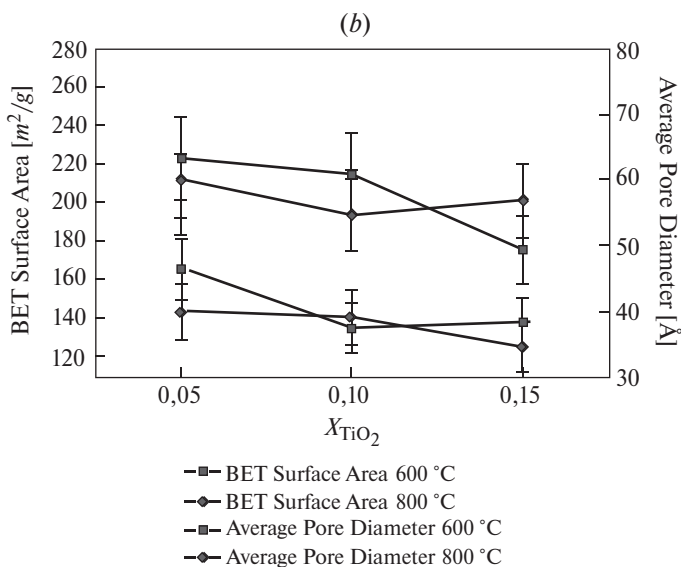 (b)
280
260
240
220
200
180
160
140
120
BET Surface Area [m²/g]
80
70
60
50
40
30
Average Pore Diameter [Å]
0,05 0,10 0,15
X_TiO₂
BET Surface Area 600 °C
BET Surface Area 800 °C
Average Pore Diameter 600 °C
Average Pore Diameter 800 °C